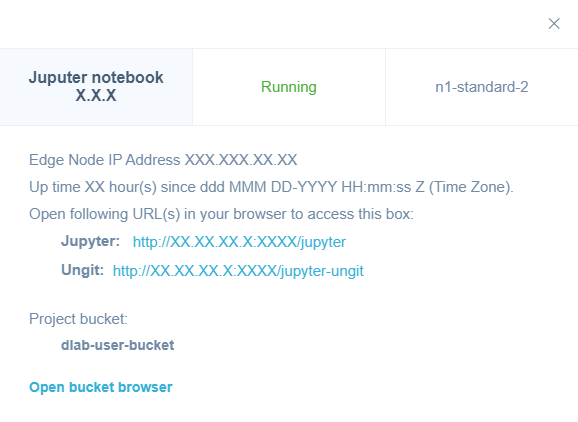 Juputer notebook
X.X.X
Running
n1-standard-2
Edge Node IP Address XXX.XXX.XX.XX
Up time XX hour(s) since ddd MMM DD-YYYY HH:mm:ss Z (Time Zone).
Open following URL(s) in your browser to access this box:
Jupyter: http://XX.XX.XX.X:XXXX/jupyter
Ungit: http://XX.XX.XX.X:XXXX/jupyter-ungit
Project bucket:
dlab-user-bucket
Open bucket browser